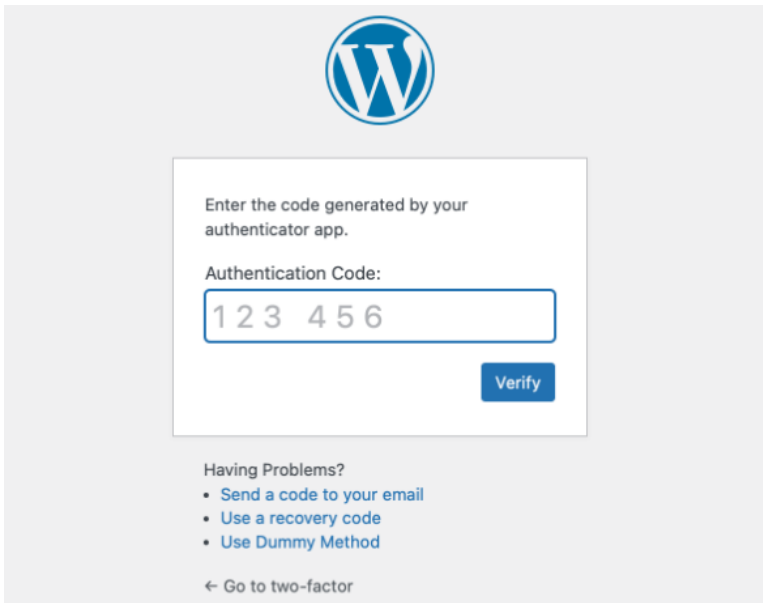 Enter the code generated by your
authenticator app.
Authentication Code:
123 456
Verify
Having Problems?
• Send a code to your email
• Use a recovery code
• Use Dummy Method
← Go to two-factor